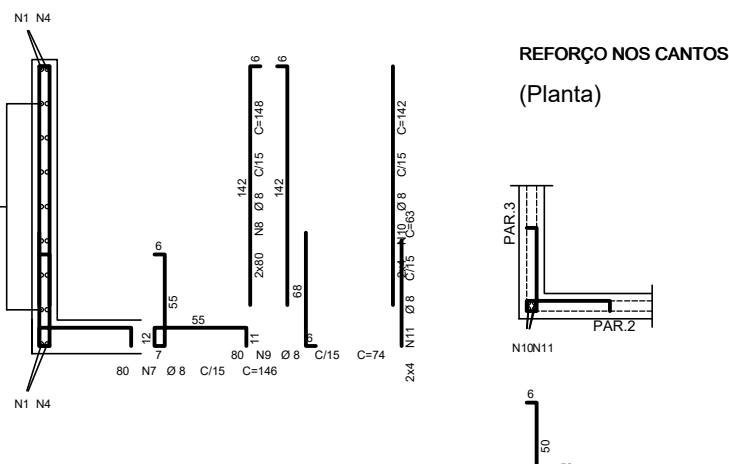 N1 N4
REFORÇO NOS CANTOS
(Planta)
6
6
142
2x80 N8 Ø 8 C/15 C=148
142
2x4 N10 Ø 8 C/15 C=142
2x4 N11 Ø 8 C/15 C=63
PAR.3
PAR.2
N10N11
6
55
55
12
7
11
68
6
80 N9 Ø 8 C/15 C=74
80 N7 Ø 8 C/15 C=146
N1 N4
6
50